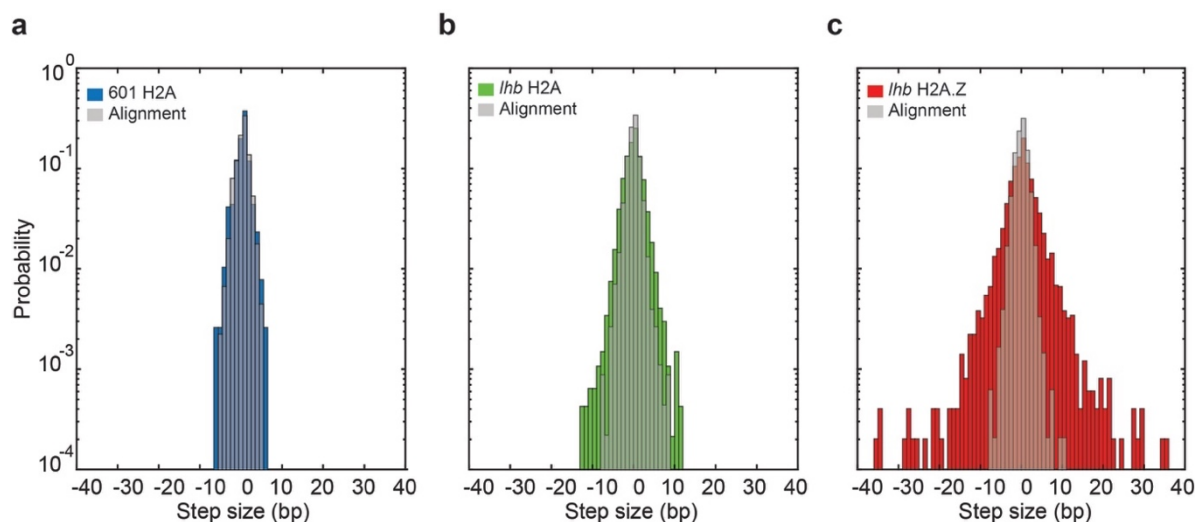 a
b
c
10^0
10^-1
10^-2
10^-3
10^-4
Probability
601 H2A
Alignment
-40 -30 -20 -10 0 10 20 30 40
Step size (bp)
lhb H2A
Alignment
-40 -30 -20 -10 0 10 20 30 40
Step size (bp)
lhb H2A.Z
Alignment
-40 -30 -20 -10 0 10 20 30 40
Step size (bp)